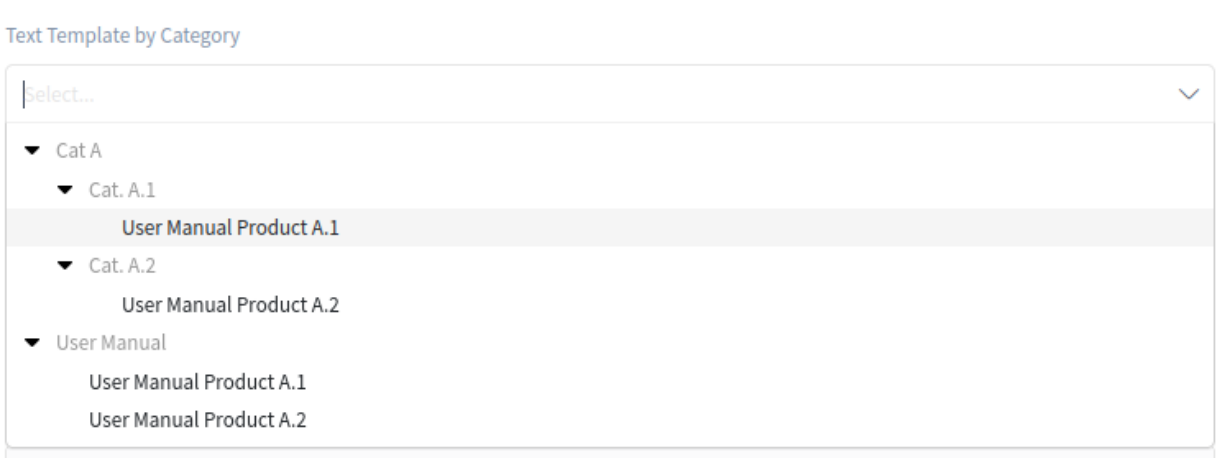 Text Template by Category
Select...
Cat A
Cat. A.1
User Manual Product A.1
Cat. A.2
User Manual Product A.2
User Manual
User Manual Product A.1
User Manual Product A.2